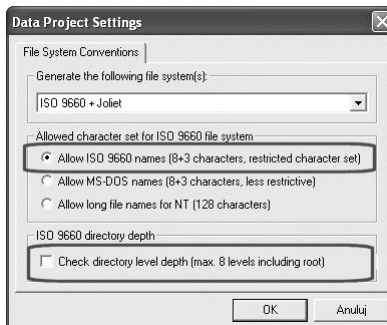 Data Project Settings
File System Conventions
Generate the following file system(s):
ISO 9660 + Joliet
Allowed character set for ISO 9660 file system
Allow ISO 9660 names (8+3 characters, restricted character set)
Allow MS-DOS names (8+3 characters, less restrictive)
Allow long file names for NT (128 characters)
ISO 9660 directory depth
Check directory level depth (max. 8 levels including root)
OK
Anuluj